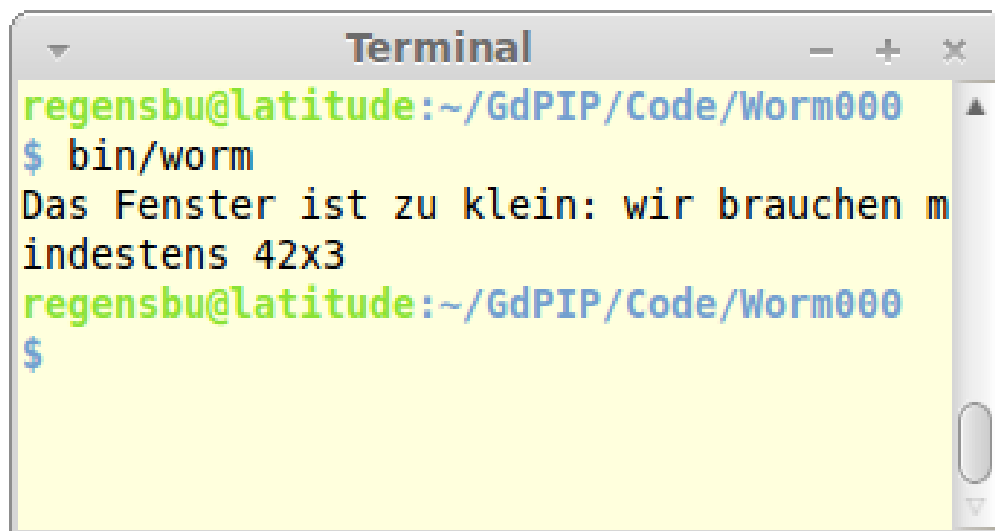 Terminal
regensbu@latitude:~/GdPIP/Code/Worm000
$ bin/worm
Das Fenster ist zu klein: wir brauchen m
indestens 42x3
regensbu@latitude:~/GdPIP/Code/Worm000
$